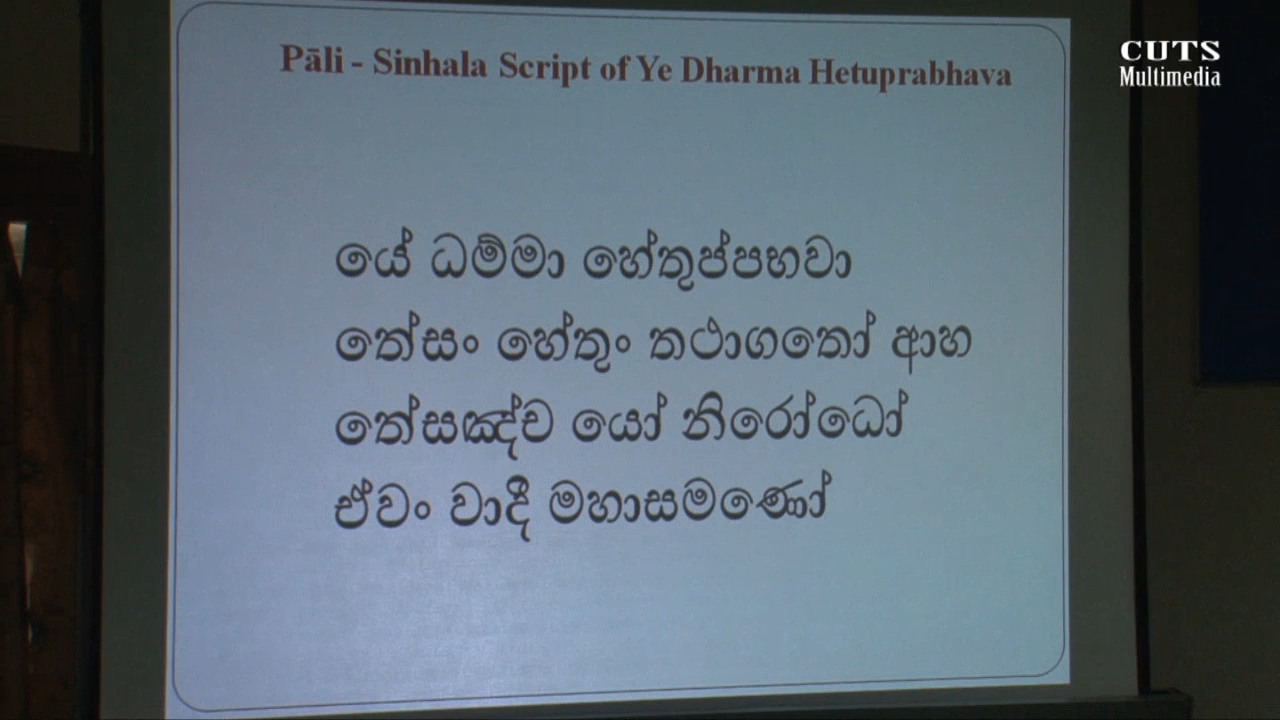 Pāli - Sinhala Script of Ye Dharma Hetuprabhava
CUTS
Multimedia
යේ ධම්මා හේතුප්පභවා
තේසං හේතුං තථාගතෝ ආහ
තේසඤ්ච යෝ නිරෝධෝ
ඒවං වාදී මහාසමණෝ